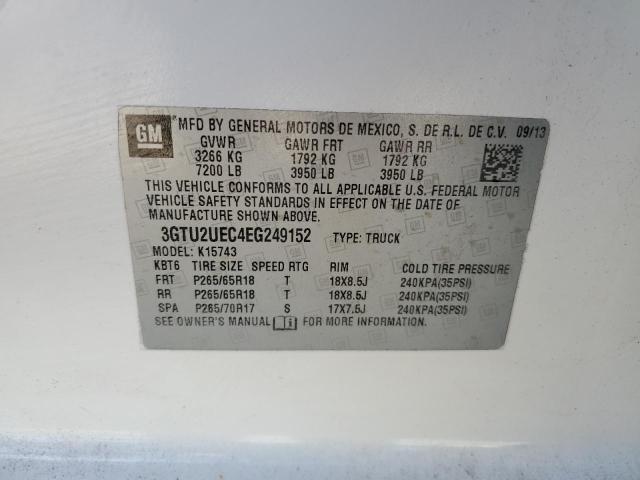 GM MFD BY GENERAL MOTORS DE MEXICO, S. DE R.L. DE C.V. 09/13
GVWR GAWR FRT GAWR RR
3266 KG 1792 KG 1792 KG
7200 LB 3950 LB 3950 LB
THIS VEHICLE CONFORMS TO ALL APPLICABLE U.S. FEDERAL MOTOR
VEHICLE SAFETY STANDARDS IN EFFECT ON THE DATE OF
MANUFACTURE SHOWN ABOVE.
3GTU2UEC4EG249152 TYPE: TRUCK
MODEL: K15743
KBT6 TIRE SIZE SPEED RTG RIM COLD TIRE PRESSURE
FRT P265/65R18 T 18X8.5J 240KPA(35PSI)
RR P265/65R18 T 18X8.5J 240KPA(35PSI)
SPA P265/70R17 S 17X7.5J 240KPA(35PSI)
SEE OWNER'S MANUAL FOR MORE INFORMATION.